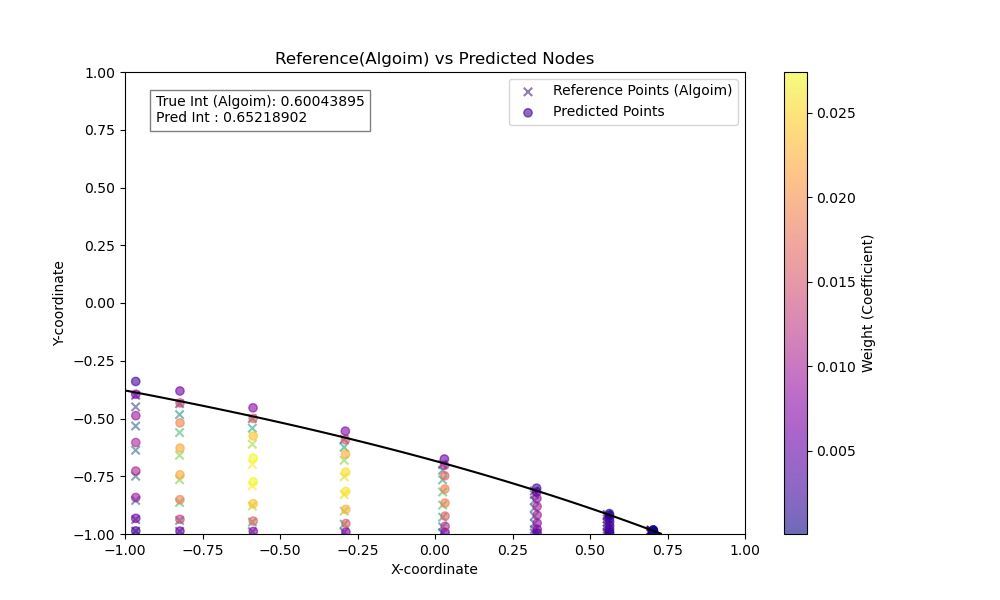 Reference(Algoim) vs Predicted Nodes
True Int (Algoim): 0.60043895
Pred Int : 0.65218902
Reference Points (Algoim)
Predicted Points
1.00
0.75
0.50
0.25
0.00
−0.25
−0.50
−0.75
−1.00
Y-coordinate
−1.00 −0.75 −0.50 −0.25 0.00 0.25 0.50 0.75 1.00
X-coordinate
0.025
0.020
0.015
0.010
0.005
Weight (Coefficient)